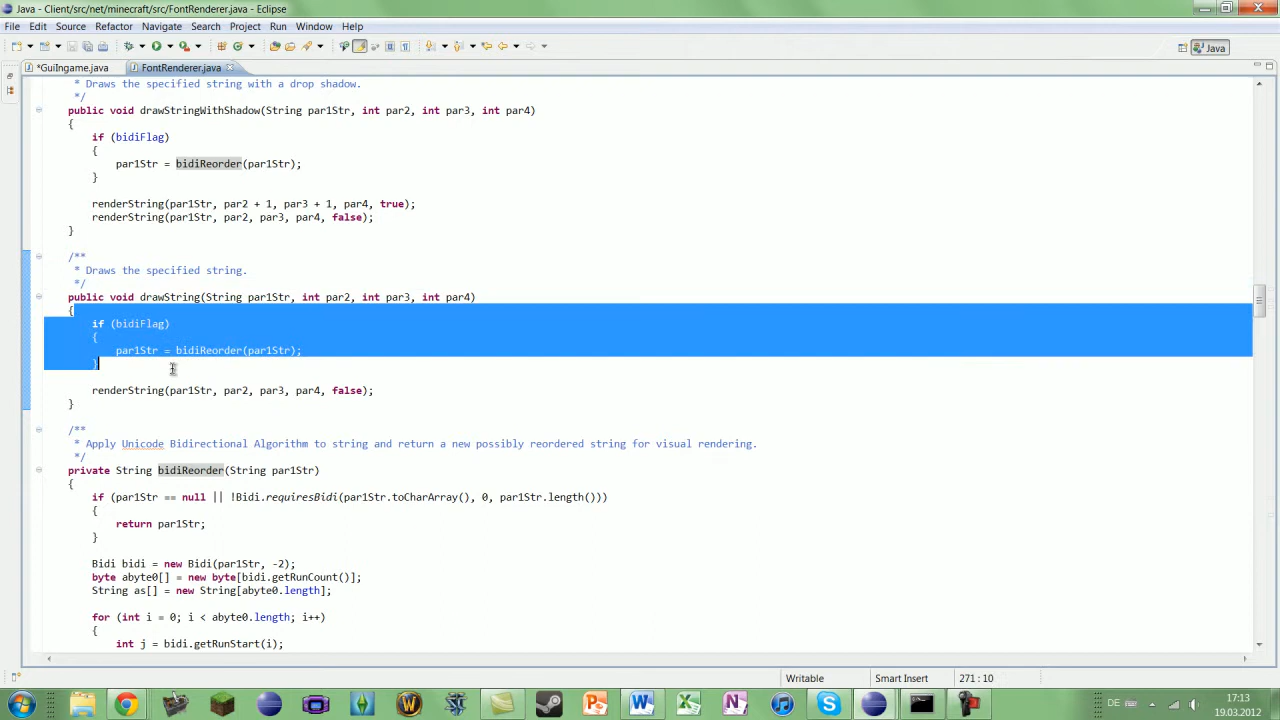 Java - Client/src/net/minecraft/src/FontRenderer.java - Eclipse
File Edit Source Refactor Navigate Search Project Run Window Help
Java
*GuiIngame.java FontRenderer.java
* Draws the specified string with a drop shadow.
*/
public void drawStringWithShadow(String par1Str, int par2, int par3, int par4)
{
if (bidiFlag)
{
par1Str = bidiReorder(par1Str);
}
renderString(par1Str, par2 + 1, par3 + 1, par4, true);
renderString(par1Str, par2, par3, par4, false);
}
/**
* Draws the specified string.
*/
public void drawString(String par1Str, int par2, int par3, int par4)
{
if (bidiFlag)
{
par1Str = bidiReorder(par1Str);
}
renderString(par1Str, par2, par3, par4, false);
}
/**
* Apply Unicode Bidirectional Algorithm to string and return a new possibly reordered string for visual rendering.
*/
private String bidiReorder(String par1Str)
{
if (par1Str == null || !Bidi.requiresBidi(par1Str.toCharArray(), 0, par1Str.length()))
{
return par1Str;
}
Bidi bidi = new Bidi(par1Str, -2);
byte abyte0[] = new byte[bidi.getRunCount()];
String as[] = new String[abyte0.length];
for (int i = 0; i < abyte0.length; i++)
{
int j = bidi.getRunStart(i);
Writable Smart Insert 271 : 10
DE 17:13
19.03.2012